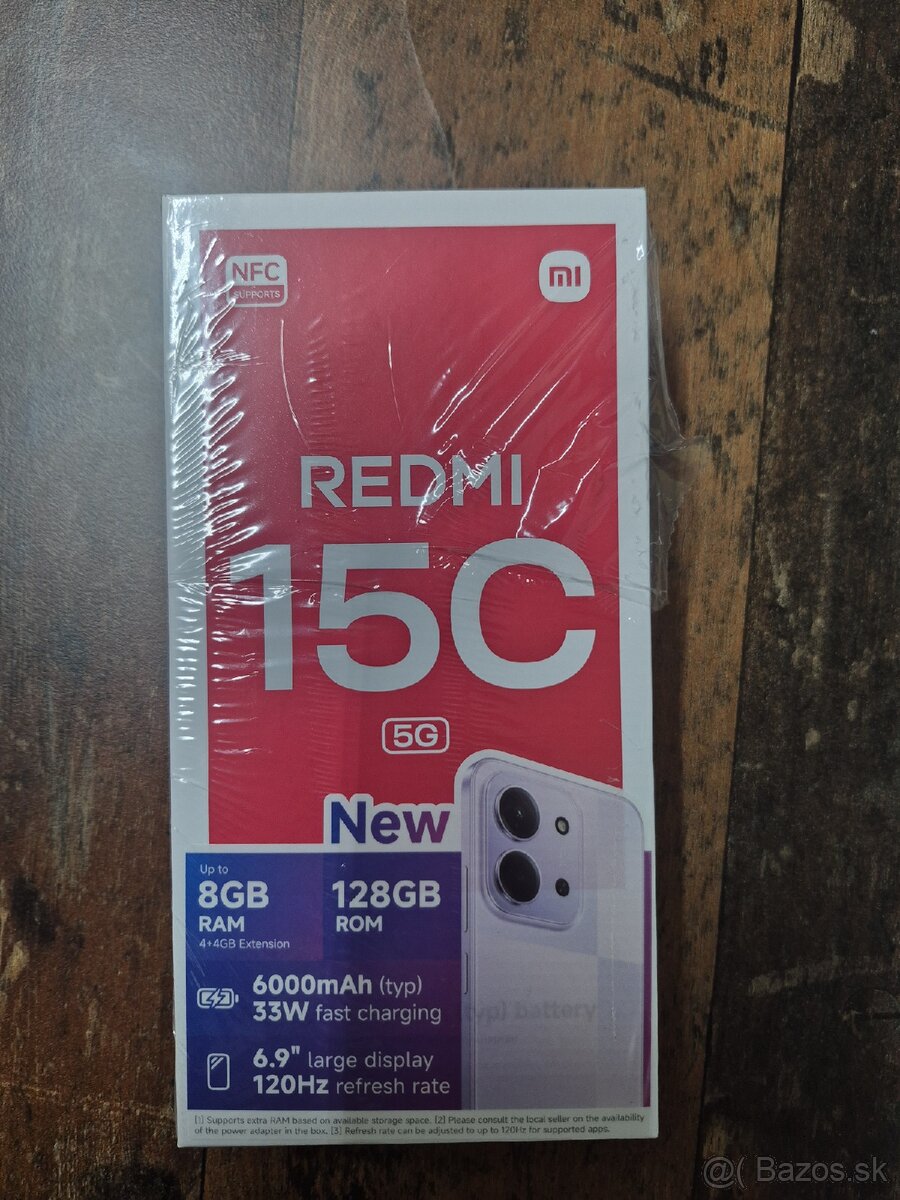 NFC
SUPPORTS
mi
REDMI
15C
5G
New
Up to
8GB
RAM
4+4GB Extension
128GB
ROM
6000mAh (typ)
33W fast charging
yp) battery
6.9" large display
120Hz refresh rate
[1] Supports extra RAM based on available storage space. [2] Please consult the local seller on the availability
of the power adapter in the box. [3] Refresh rate can be adjusted to up to 120Hz for supported apps.
@( Bazos.sk